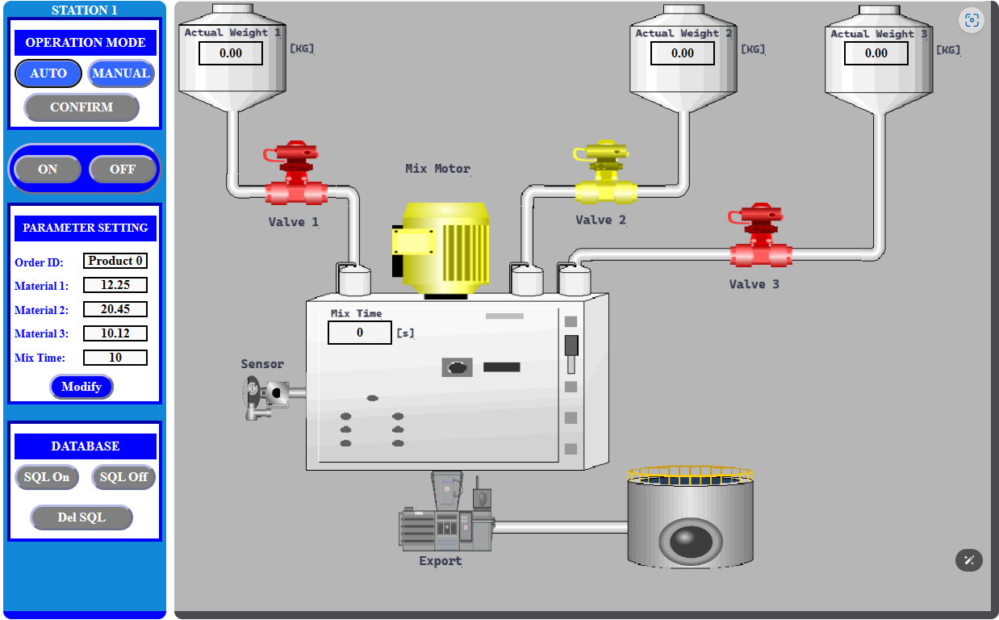 STATION 1
OPERATION MODE
AUTO MANUAL
CONFIRM
ON OFF
PARAMETER SETTING
Order ID: Product 0
Material 1: 12.25
Material 2: 20.45
Material 3: 10.12
Mix Time: 10
Modify
DATABASE
SQL On SQL Off
Del SQL
Actual Weight 1
0.00 [KG]
Actual Weight 2
0.00 [KG]
Actual Weight 3
0.00 [KG]
Mix Motor
Valve 1
Valve 2
Valve 3
Mix Time
0 [s]
Sensor
Export